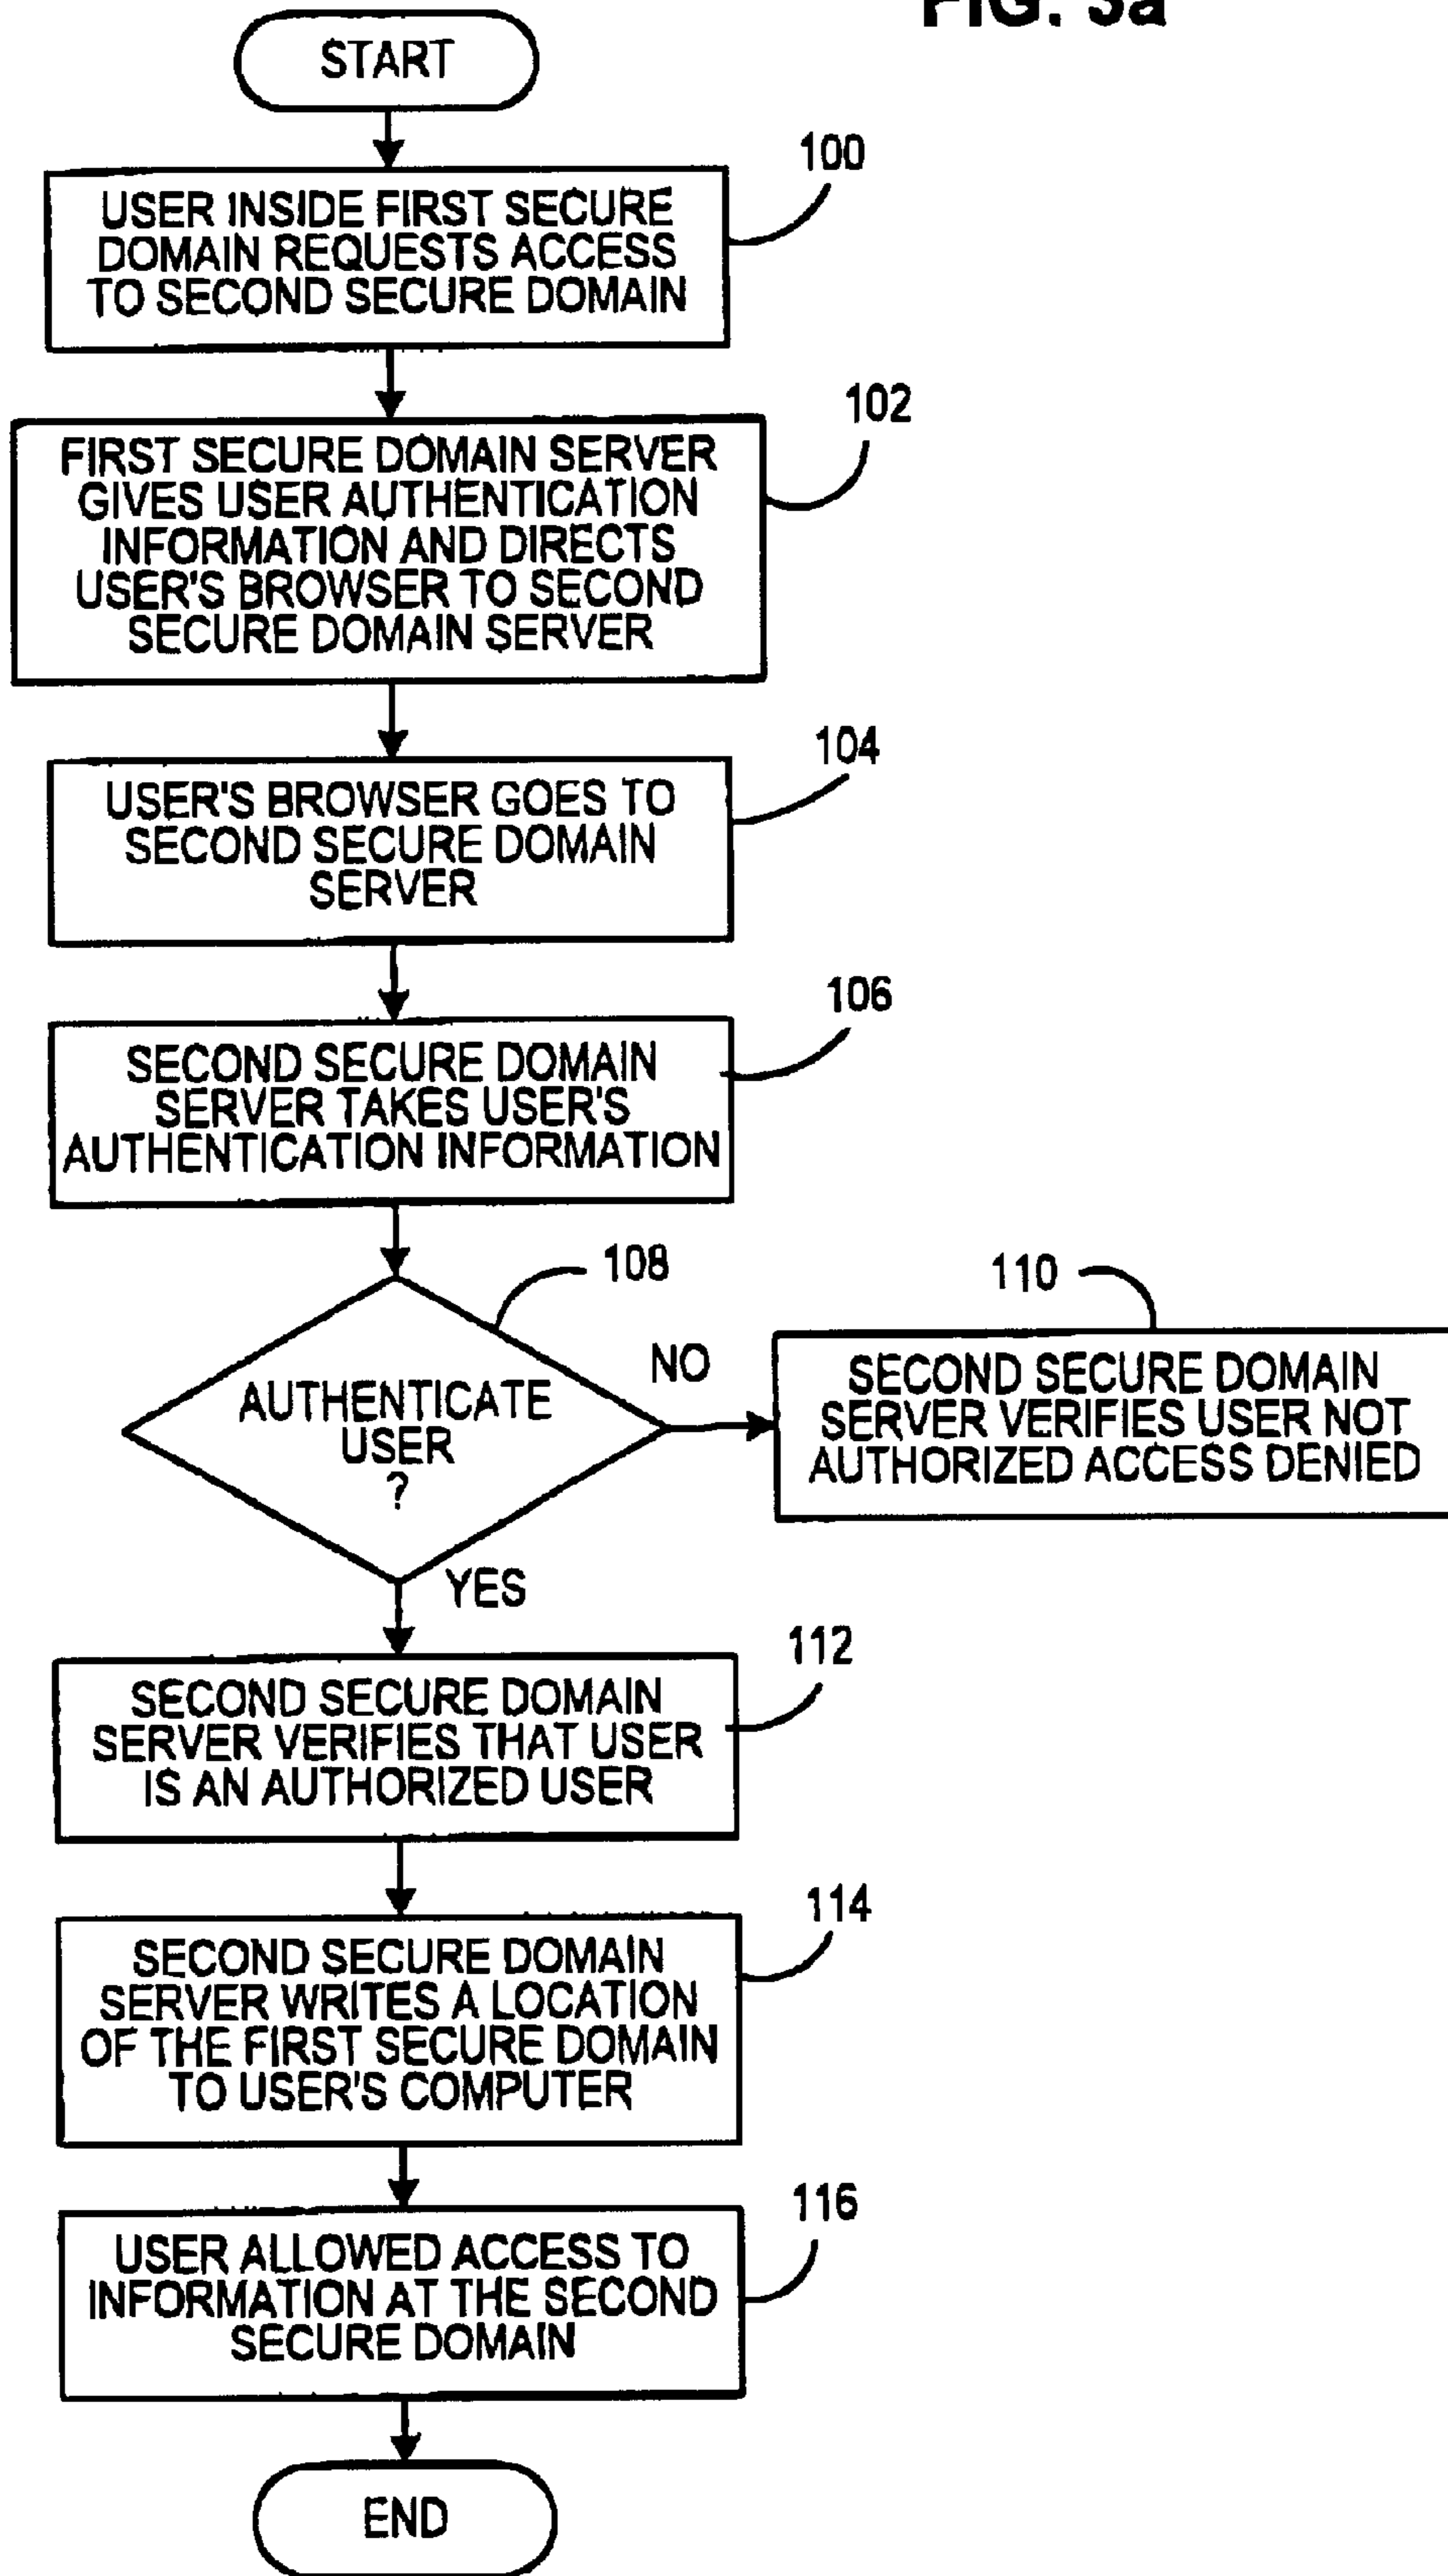 FIG. 3a
START
100
USER INSIDE FIRST SECURE
DOMAIN REQUESTS ACCESS
TO SECOND SECURE DOMAIN
102
FIRST SECURE DOMAIN SERVER
GIVES USER AUTHENTICATION
INFORMATION AND DIRECTS
USER'S BROWSER TO SECOND
SECURE DOMAIN SERVER
104
USER'S BROWSER GOES TO
SECOND SECURE DOMAIN
SERVER
106
SECOND SECURE DOMAIN
SERVER TAKES USER'S
AUTHENTICATION INFORMATION
108
AUTHENTICATE
USER
?
NO
110
SECOND SECURE DOMAIN
SERVER VERIFIES USER NOT
AUTHORIZED ACCESS DENIED
YES
112
SECOND SECURE DOMAIN
SERVER VERIFIES THAT USER
IS AN AUTHORIZED USER
114
SECOND SECURE DOMAIN
SERVER WRITES A LOCATION
OF THE FIRST SECURE DOMAIN
TO USER'S COMPUTER
116
USER ALLOWED ACCESS TO
INFORMATION AT THE SECOND
SECURE DOMAIN
END